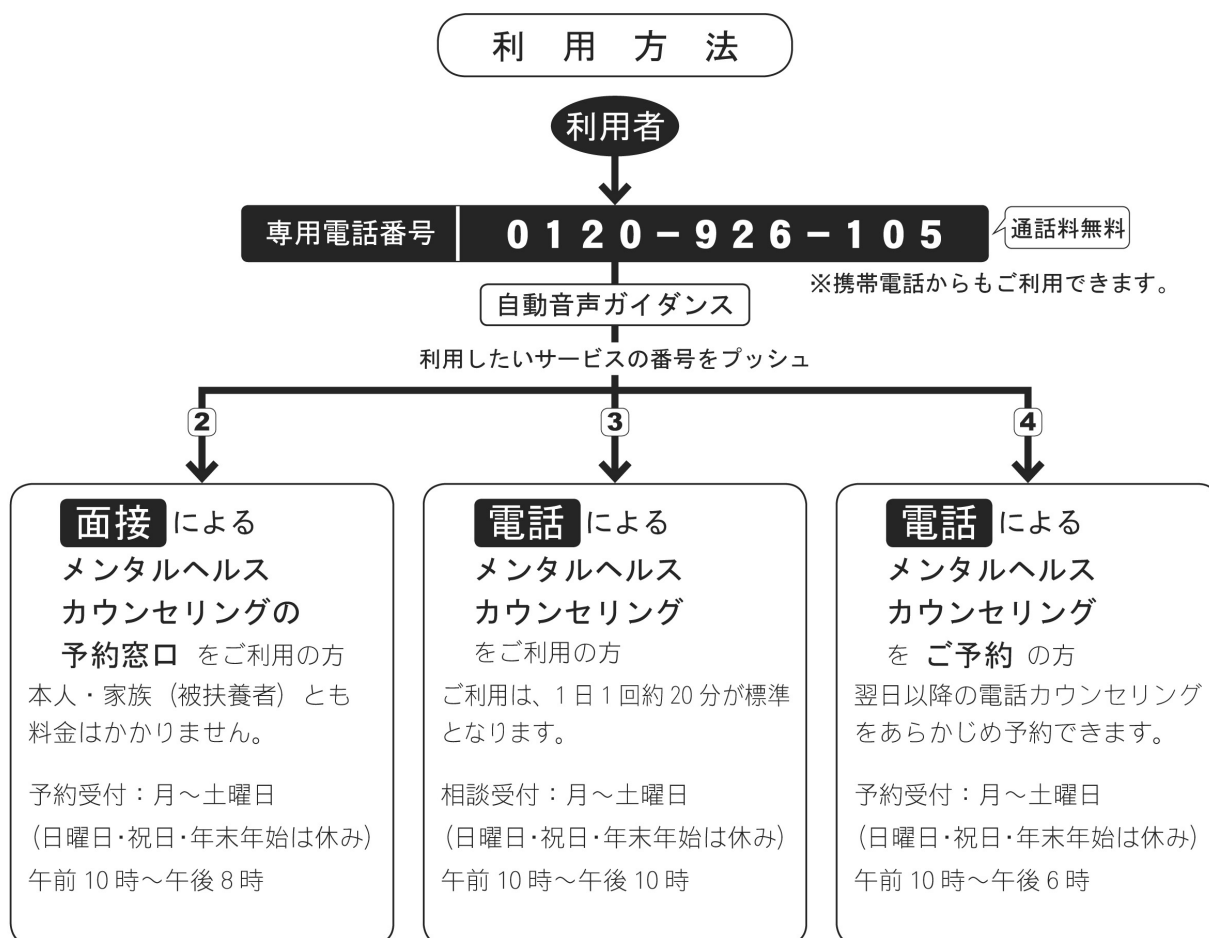 利用方法
利用者
専用電話番号 0120-926-105
通話料無料
※携帯電話からもご利用できます。
自動音声ガイダンス
利用したいサービスの番号をプッシュ
2
面接による
メンタルヘルス
カウンセリングの
予約窓口 をご利用の方
本人・家族（被扶養者）とも
料金はかかりません。
予約受付：月～土曜日
(日曜日･祝日･年末年始は休み)
午前10時～午後8時
3
電話による
メンタルヘルス
カウンセリング
をご利用の方
ご利用は、1日1回約20分が標準
となります。
相談受付：月～土曜日
(日曜日･祝日･年末年始は休み)
午前10時～午後10時
4
電話による
メンタルヘルス
カウンセリング
を ご予約 の方
翌日以降の電話カウンセリング
をあらかじめ予約できます。
予約受付：月～土曜日
(日曜日･祝日･年末年始は休み)
午前10時～午後6時